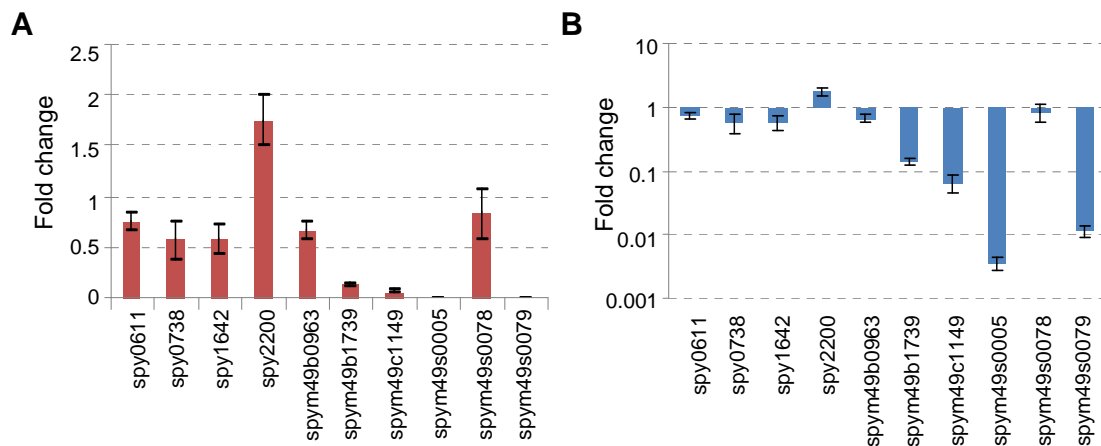 A
Fold change
2.5
2
1.5
1
0.5
0
spy0611
spy0738
spy1642
spy2200
spym49b0963
spym49b1739
spym49c1149
spym49s0005
spym49s0078
spym49s0079
B
Fold change
10
1
0.1
0.01
0.001
spy0611
spy0738
spy1642
spy2200
spym49b0963
spym49b1739
spym49c1149
spym49s0005
spym49s0078
spym49s0079